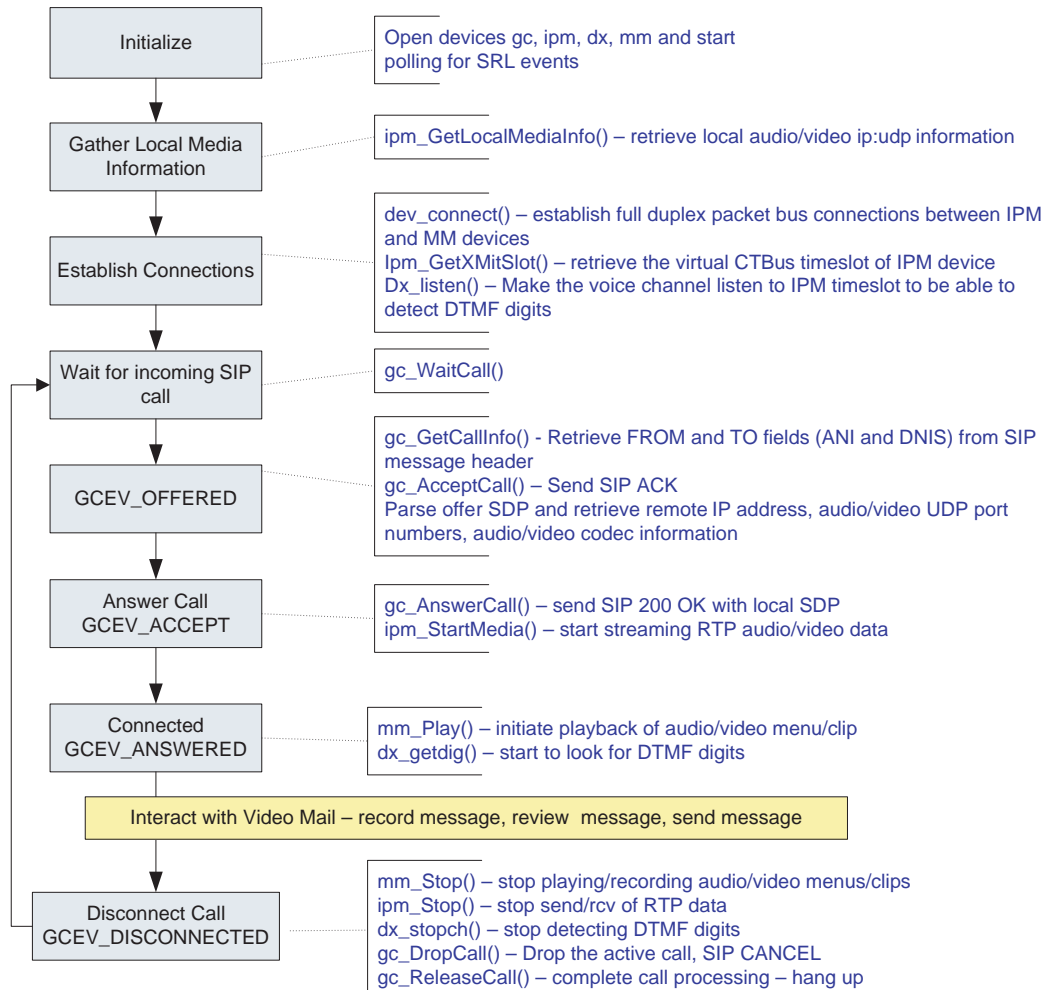 Initialize
Open devices gc, ipm, dx, mm and start
polling for SRL events
Gather Local Media
Information
ipm_GetLocalMediaInfo() – retrieve local audio/video ip:udp information
Establish Connections
dev_connect() – establish full duplex packet bus connections between IPM
and MM devices
Ipm_GetXMitSlot() – retrieve the virtual CTBus timeslot of IPM device
Dx_listen() – Make the voice channel listen to IPM timeslot to be able to
detect DTMF digits
Wait for incoming SIP
call
gc_WaitCall()
GCEV_OFFERED
gc_GetCallInfo() - Retrieve FROM and TO fields (ANI and DNIS) from SIP
message header
gc_AcceptCall() – Send SIP ACK
Parse offer SDP and retrieve remote IP address, audio/video UDP port
numbers, audio/video codec information
Answer Call
GCEV_ACCEPT
gc_AnswerCall() – send SIP 200 OK with local SDP
ipm_StartMedia() – start streaming RTP audio/video data
Connected
GCEV_ANSWERED
mm_Play() – initiate playback of audio/video menu/clip
dx_getdig() – start to look for DTMF digits
Interact with Video Mail – record message, review  message, send message
Disconnect Call
GCEV_DISCONNECTED
mm_Stop() – stop playing/recording audio/video menus/clips
ipm_Stop() – stop send/rcv of RTP data
dx_stopch() – stop detecting DTMF digits
gc_DropCall() – Drop the active call, SIP CANCEL
gc_ReleaseCall() – complete call processing – hang up